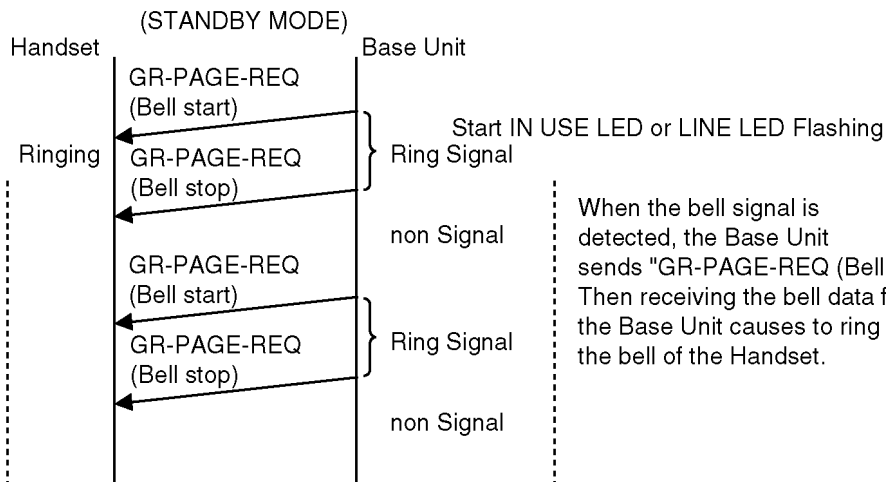 (STANDBY MODE)
Handset
Base Unit
GR-PAGE-REQ
(Bell start)
Start IN USE LED or LINE LED Flashing
Ringing
GR-PAGE-REQ
(Bell stop)
Ring Signal
non Signal
When the bell signal is
detected, the Base Unit
sends "GR-PAGE-REQ (Bell
Then receiving the bell data
the Base Unit causes to ring
the bell of the Handset.
GR-PAGE-REQ
(Bell start)
GR-PAGE-REQ
(Bell stop)
Ring Signal
non Signal